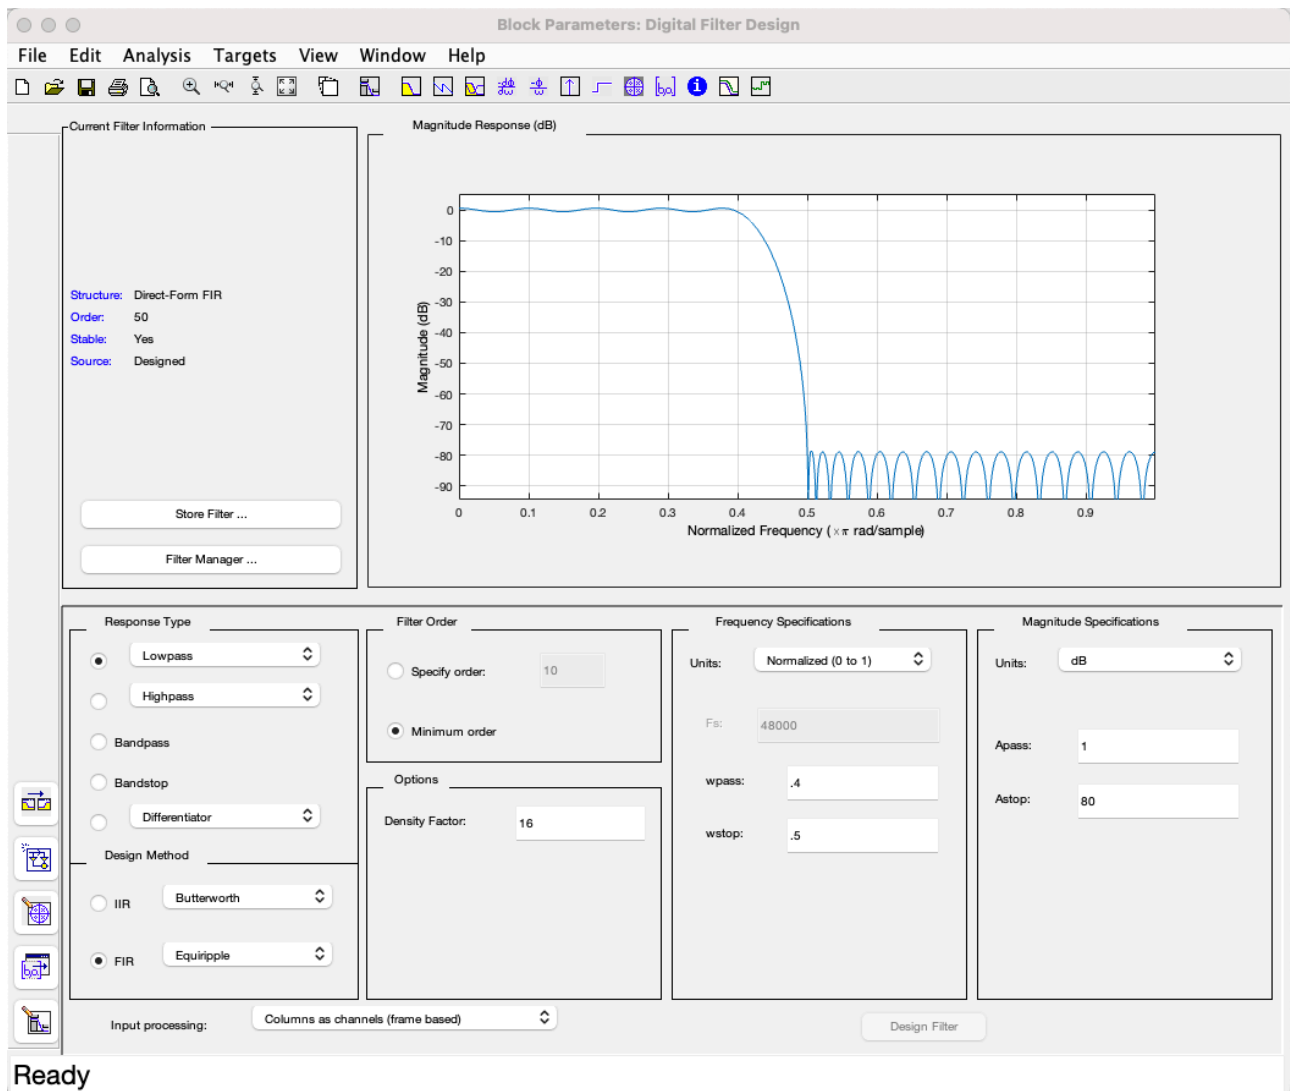 Block Parameters: Digital Filter Design
File Edit Analysis Targets View Window Help
Current Filter Information
Structure: Direct-Form FIR
Order: 50
Stable: Yes
Source: Designed
Store Filter ...
Filter Manager ...
Magnitude Response (dB)
Magnitude (dB)
0
-10
-20
-30
-40
-50
-60
-70
-80
-90
0 0.1 0.2 0.3 0.4 0.5 0.6 0.7 0.8 0.9
Normalized Frequency (×π rad/sample)
Response Type
Lowpass
Highpass
Bandpass
Bandstop
Differentiator
Design Method
IIR Butterworth
FIR Equiripple
Filter Order
Specify order: 10
Minimum order
Options
Density Factor: 16
Frequency Specifications
Units: Normalized (0 to 1)
Fs: 48000
wpass: .4
wstop: .5
Magnitude Specifications
Units: dB
Apass: 1
Astop: 80
Input processing: Columns as channels (frame based)
Design Filter
Ready